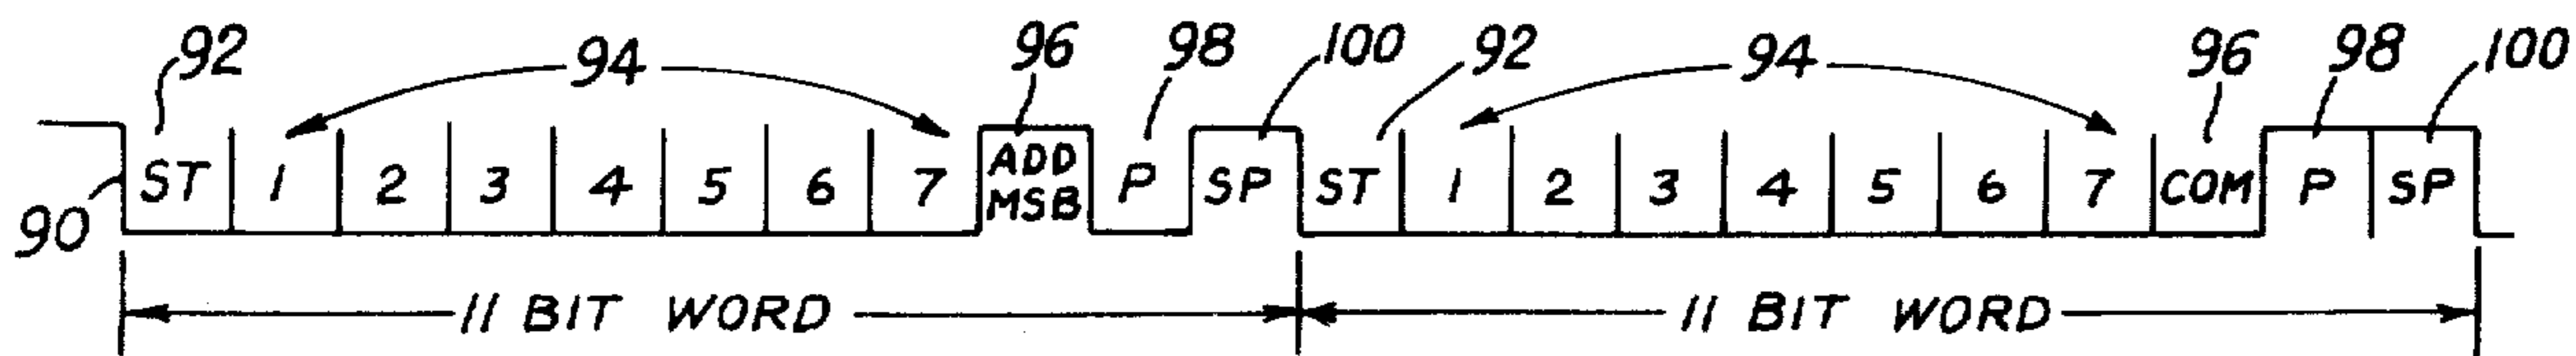 92 94 96 98 100 92 94 96 98 100
90 ST 1 2 3 4 5 6 7 ADD MSB P SP ST 1 2 3 4 5 6 7 COM P SP
11 BIT WORD 11 BIT WORD